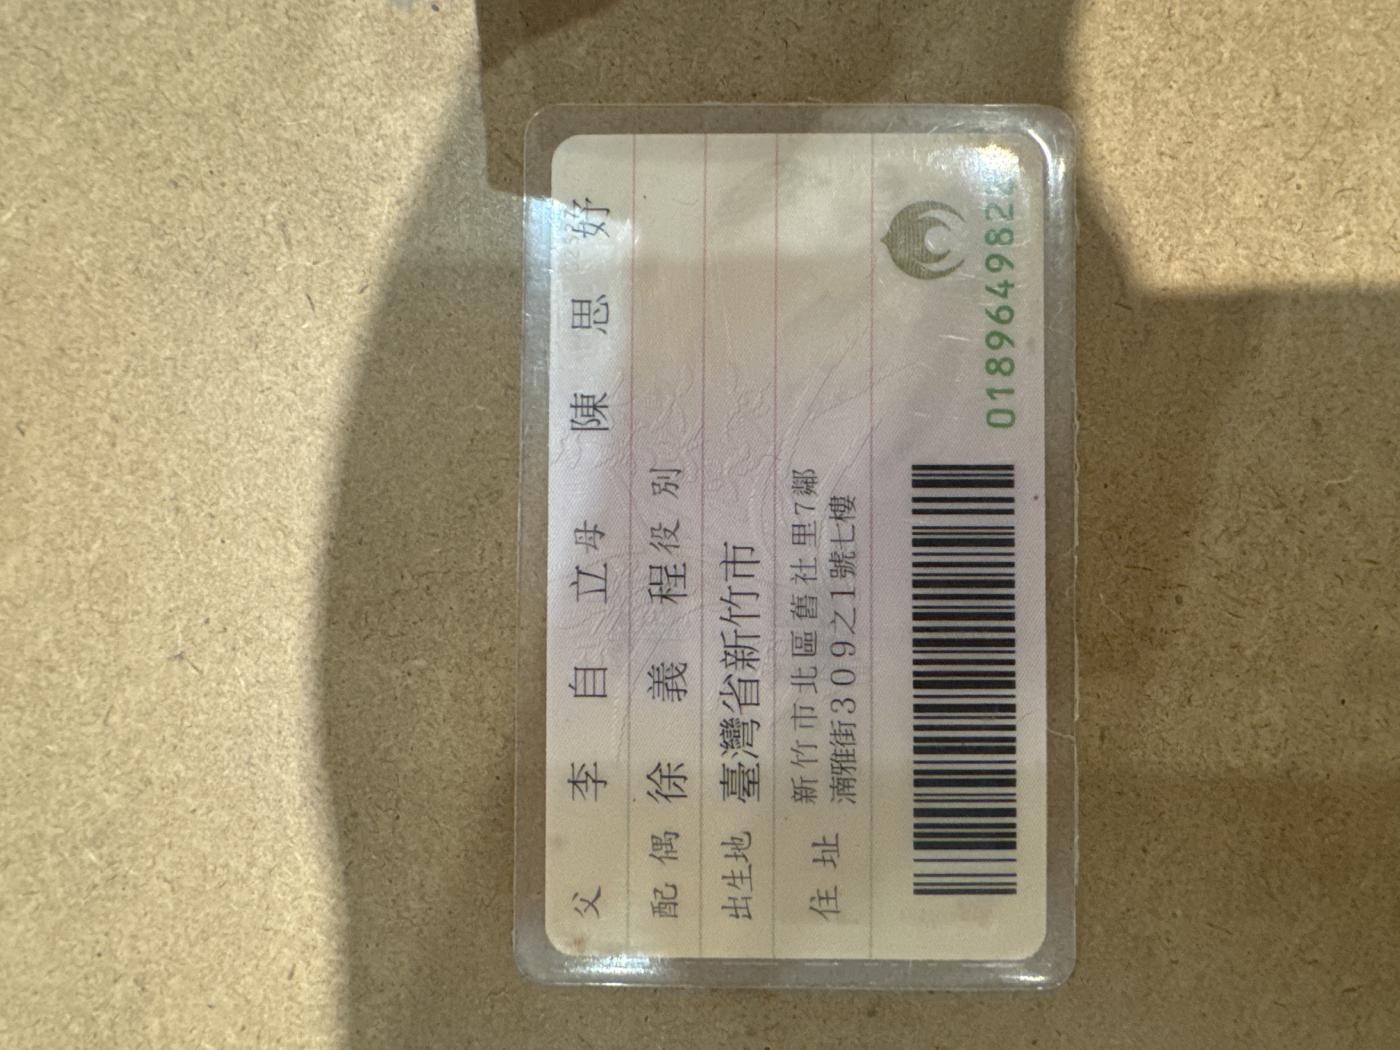 父 李自立 母 陳思妤
配偶 徐義程 役別
出生地 臺灣省新竹市
住址 新竹市北區舊社里7鄰
湳雅街309之1號七樓
018964982